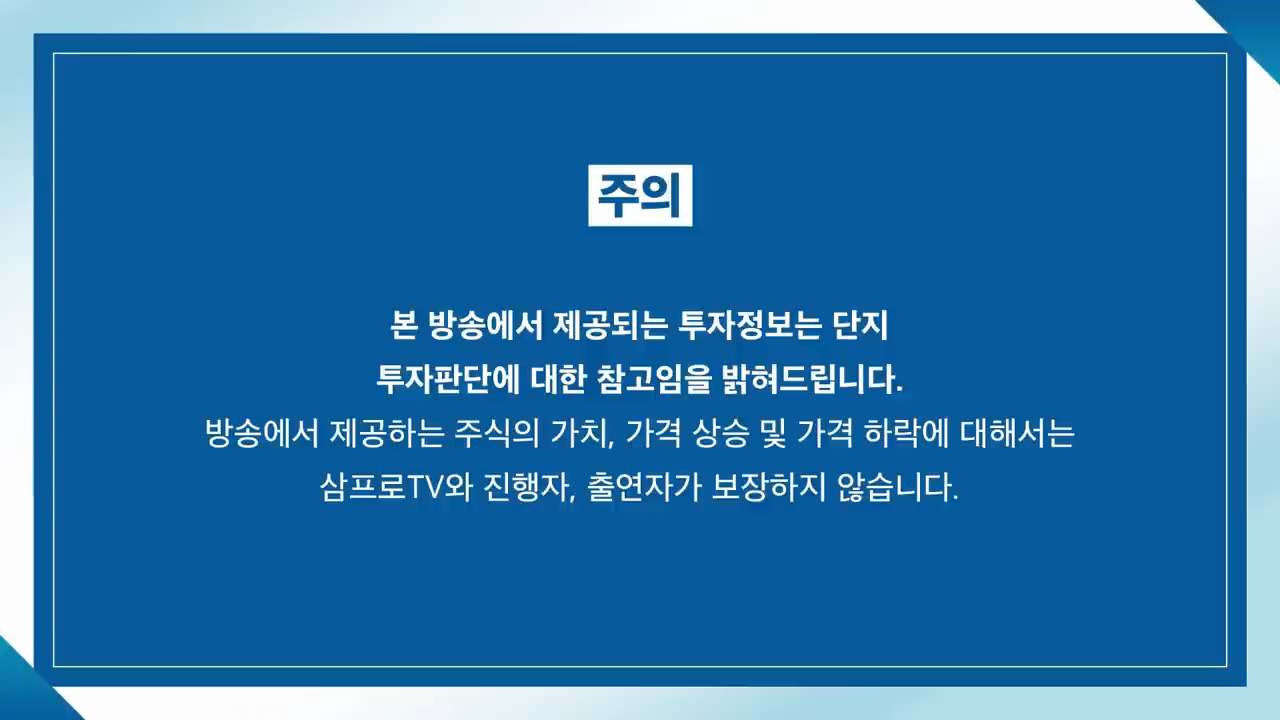 주의
본 방송에서 제공되는 투자정보는 단지
투자판단에 대한 참고임을 밝혀드립니다.
방송에서 제공하는 주식의 가치, 가격 상승 및 가격 하락에 대해서는
삼프로TV와 진행자, 출연자가 보장하지 않습니다.